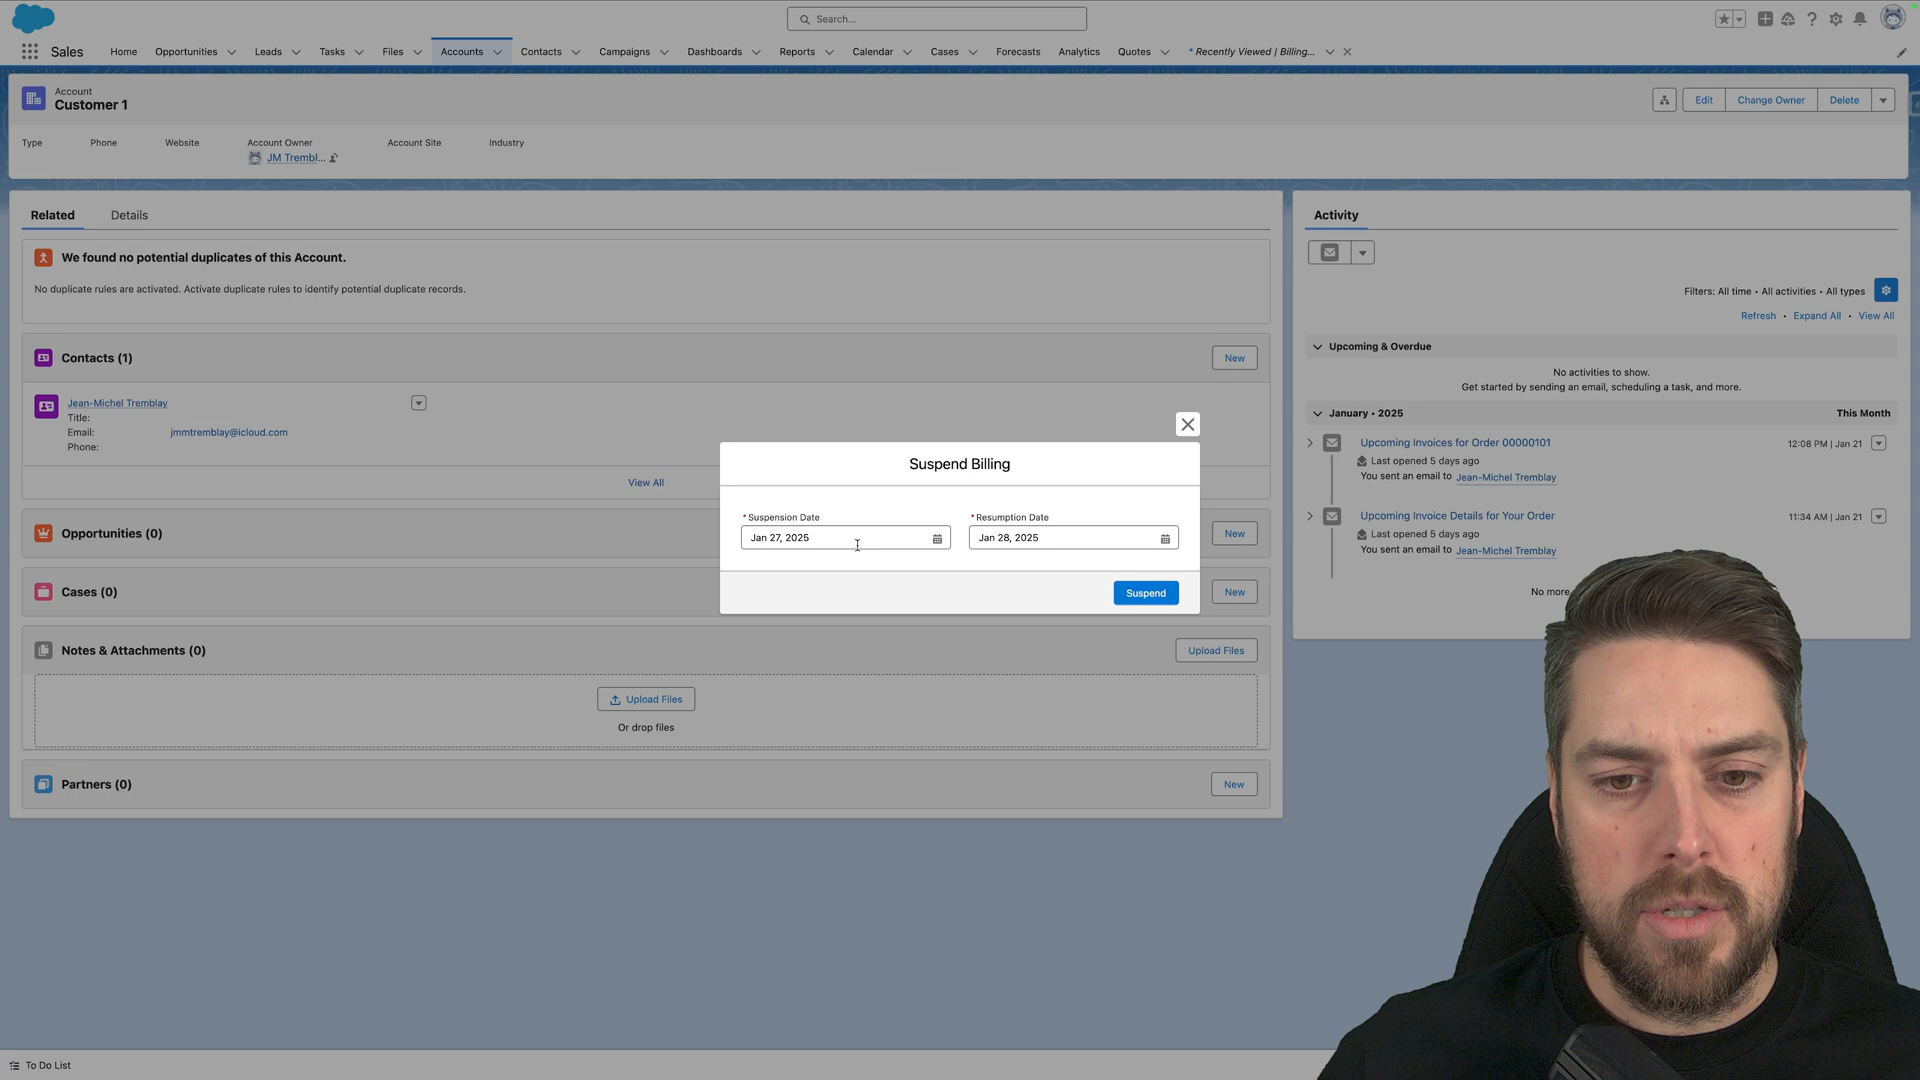 Search...
Sales
Home
Opportunities
Leads
Tasks
Files
Accounts
Contacts
Campaigns
Dashboards
Reports
Calendar
Cases
Forecasts
Analytics
Quotes
* Recently Viewed | Billing...
Account
Customer 1
Edit
Change Owner
Delete
Type
Phone
Website
Account Owner
JM Trembl...
Account Site
Industry
Related
Details
We found no potential duplicates of this Account.
No duplicate rules are activated. Activate duplicate rules to identify potential duplicate records.
Contacts (1)
New
Jean-Michel Tremblay
Title:
Email: jmmtremblay@icloud.com
Phone:
View All
Opportunities (0)
New
Cases (0)
New
Notes & Attachments (0)
Upload Files
Upload Files
Or drop files
Partners (0)
New
Suspend Billing
*Suspension Date
Jan 27, 2025
*Resumption Date
Jan 28, 2025
Suspend
Activity
Filters: All time • All activities • All types
Refresh • Expand All • View All
Upcoming & Overdue
No activities to show.
Get started by sending an email, scheduling a task, and more.
January • 2025
This Month
Upcoming Invoices for Order 00000101
12:08 PM | Jan 21
Last opened 5 days ago
You sent an email to Jean-Michel Tremblay
Upcoming Invoice Details for Your Order
11:34 AM | Jan 21
Last opened 5 days ago
You sent an email to Jean-Michel Tremblay
No more
To Do List